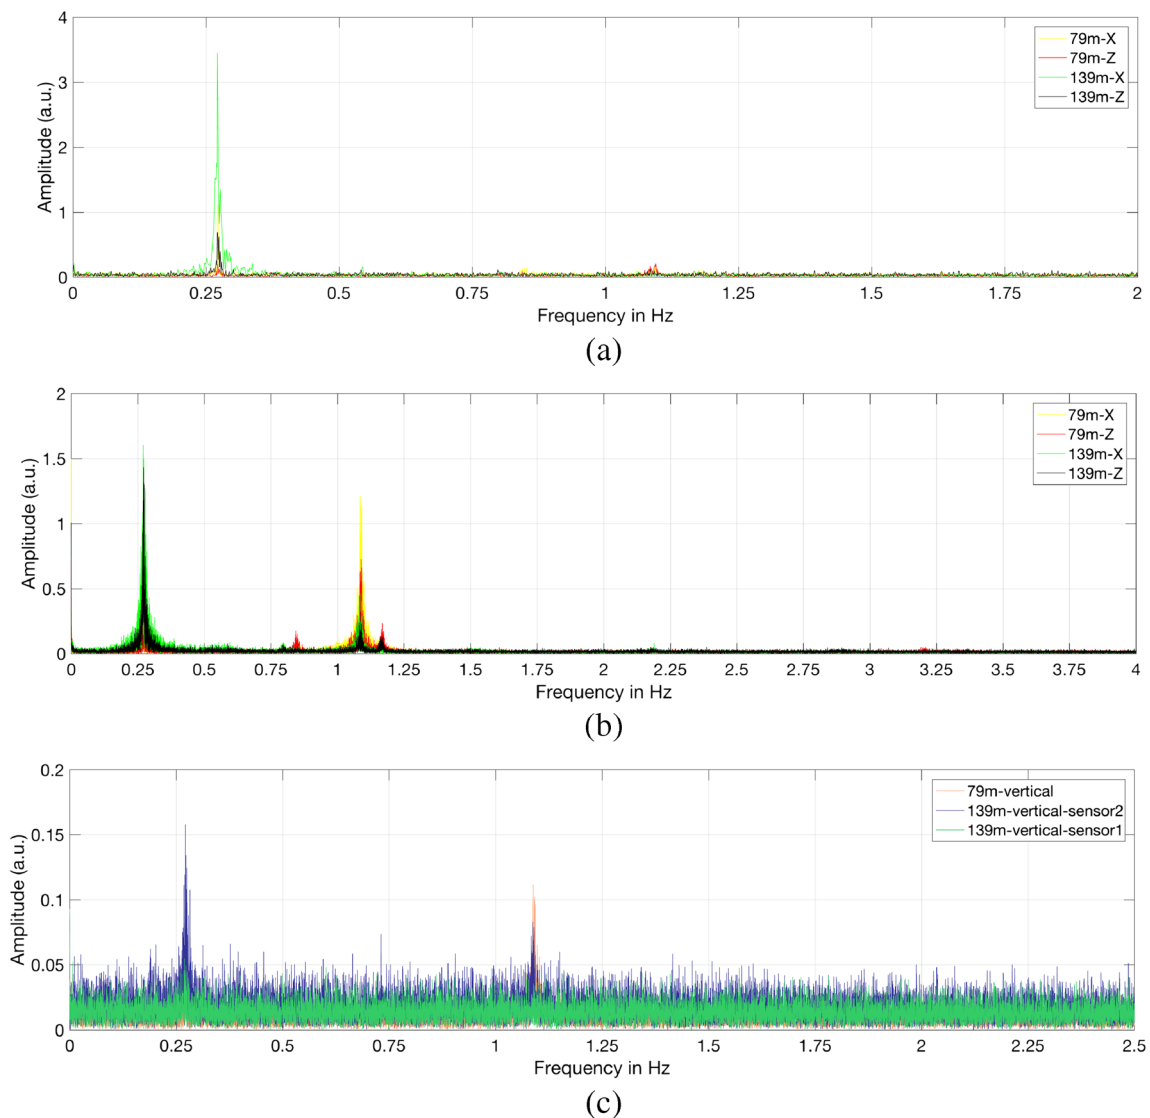 Amplitude (a.u.)
4
3
2
1
0
79m-X
79m-Z
139m-X
139m-Z
0 0.25 0.5 0.75 1 1.25 1.5 1.75 2
Frequency in Hz
(a)
Amplitude (a.u.)
2
1.5
1
0.5
0
79m-X
79m-Z
139m-X
139m-Z
0 0.25 0.5 0.75 1 1.25 1.5 1.75 2 2.25 2.5 2.75 3 3.25 3.5 3.75 4
Frequency in Hz
(b)
Amplitude (a.u.)
0.2
0.15
0.1
0.05
0
79m-vertical
139m-vertical-sensor2
139m-vertical-sensor1
0 0.25 0.5 0.75 1 1.25 1.5 1.75 2 2.25 2.5
Frequency in Hz
(c)